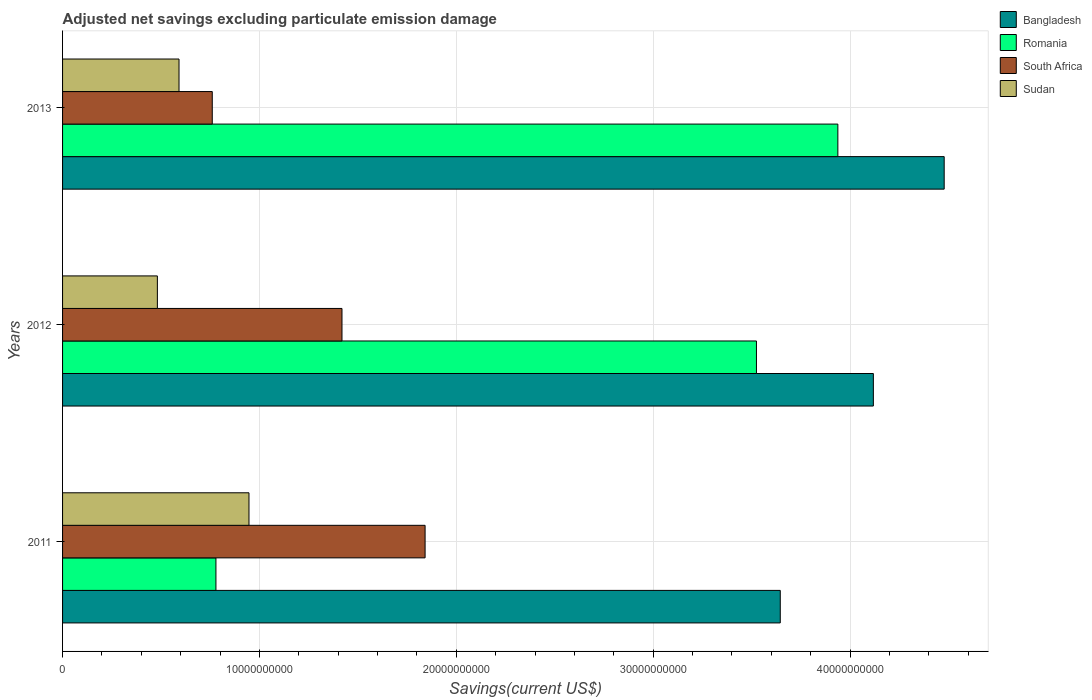 Adjusted net savings excluding particulate emission damage
Bangladesh
Romania
South Africa
Sudan
2013
2012
2011
Years
10000000000
20000000000
30000000000
40000000000
Savings(current US$)